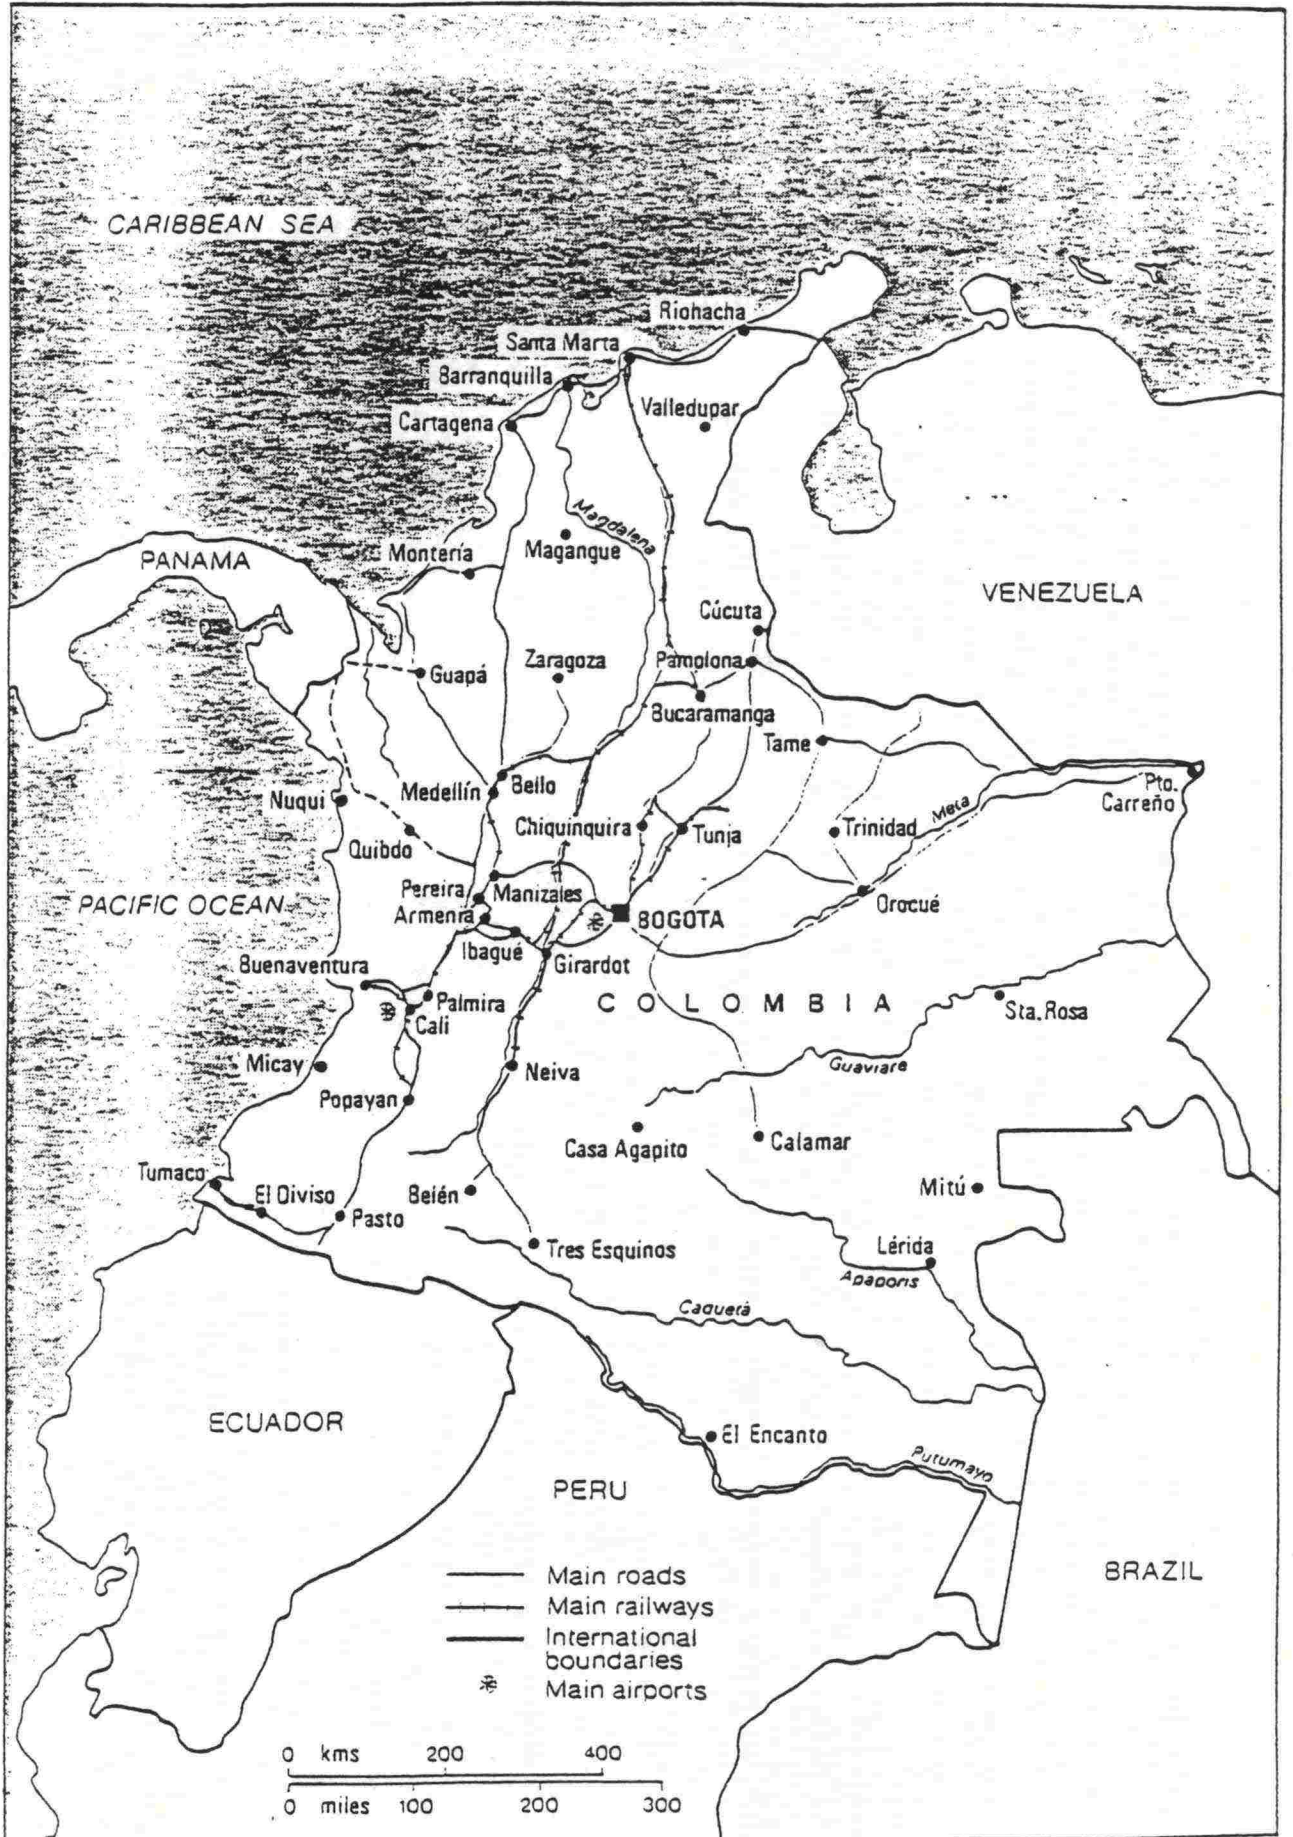 CARIBBEAN SEA
Riohacha
Santa Marta
Barranquilla
Valledupar
Cartagena
Magdalena
Magangue
Montería
PANAMA
VENEZUELA
Cúcuta
Pamplona
Zaragoza
Guapá
Bucaramanga
Tame
Pto.
Carreño
Bello
Medellín
Nuqui
Meta
Chiquinquira
Tunja
Trinidad
Quibdo
Pereira
Manizales
PACIFIC OCEAN
Armenia
Orocué
BOGOTA
Ibagué
Girardot
Buenaventura
Palmira
COLOMBIA
Sta. Rosa
Cali
Micay
Neiva
Guaviare
Popayan
Casa Agapito
Calamar
Tumaco
El Diviso
Belén
Mitú
Pasto
Tres Esquinos
Lérida
Apaporis
Caquetá
ECUADOR
El Encanto
Putumayo
PERU
BRAZIL
Main roads
Main railways
International
boundaries
Main airports
0 kms 200 400
0 miles 100 200 300